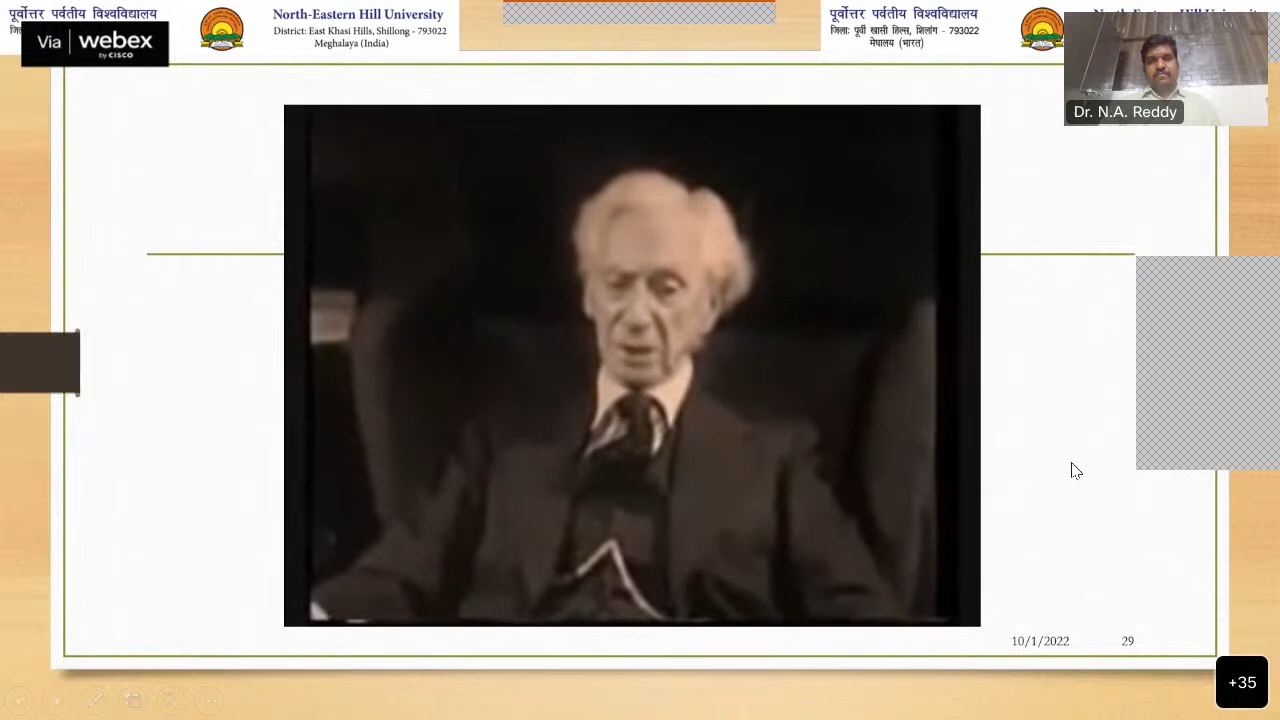 पूर्वोत्तर पर्वतीय विश्वविद्यालय
Via webex
by CISCO
North-Eastern Hill University
District: East Khasi Hills, Shillong - 793022
Meghalaya (India)
पूर्वोत्तर पर्वतीय विश्वविद्यालय
जिला: पूर्वी खासी हिल्स, शिलांग - 793022
मेघालय (भारत)
Dr. N.A. Reddy
10/1/2022 29
+35